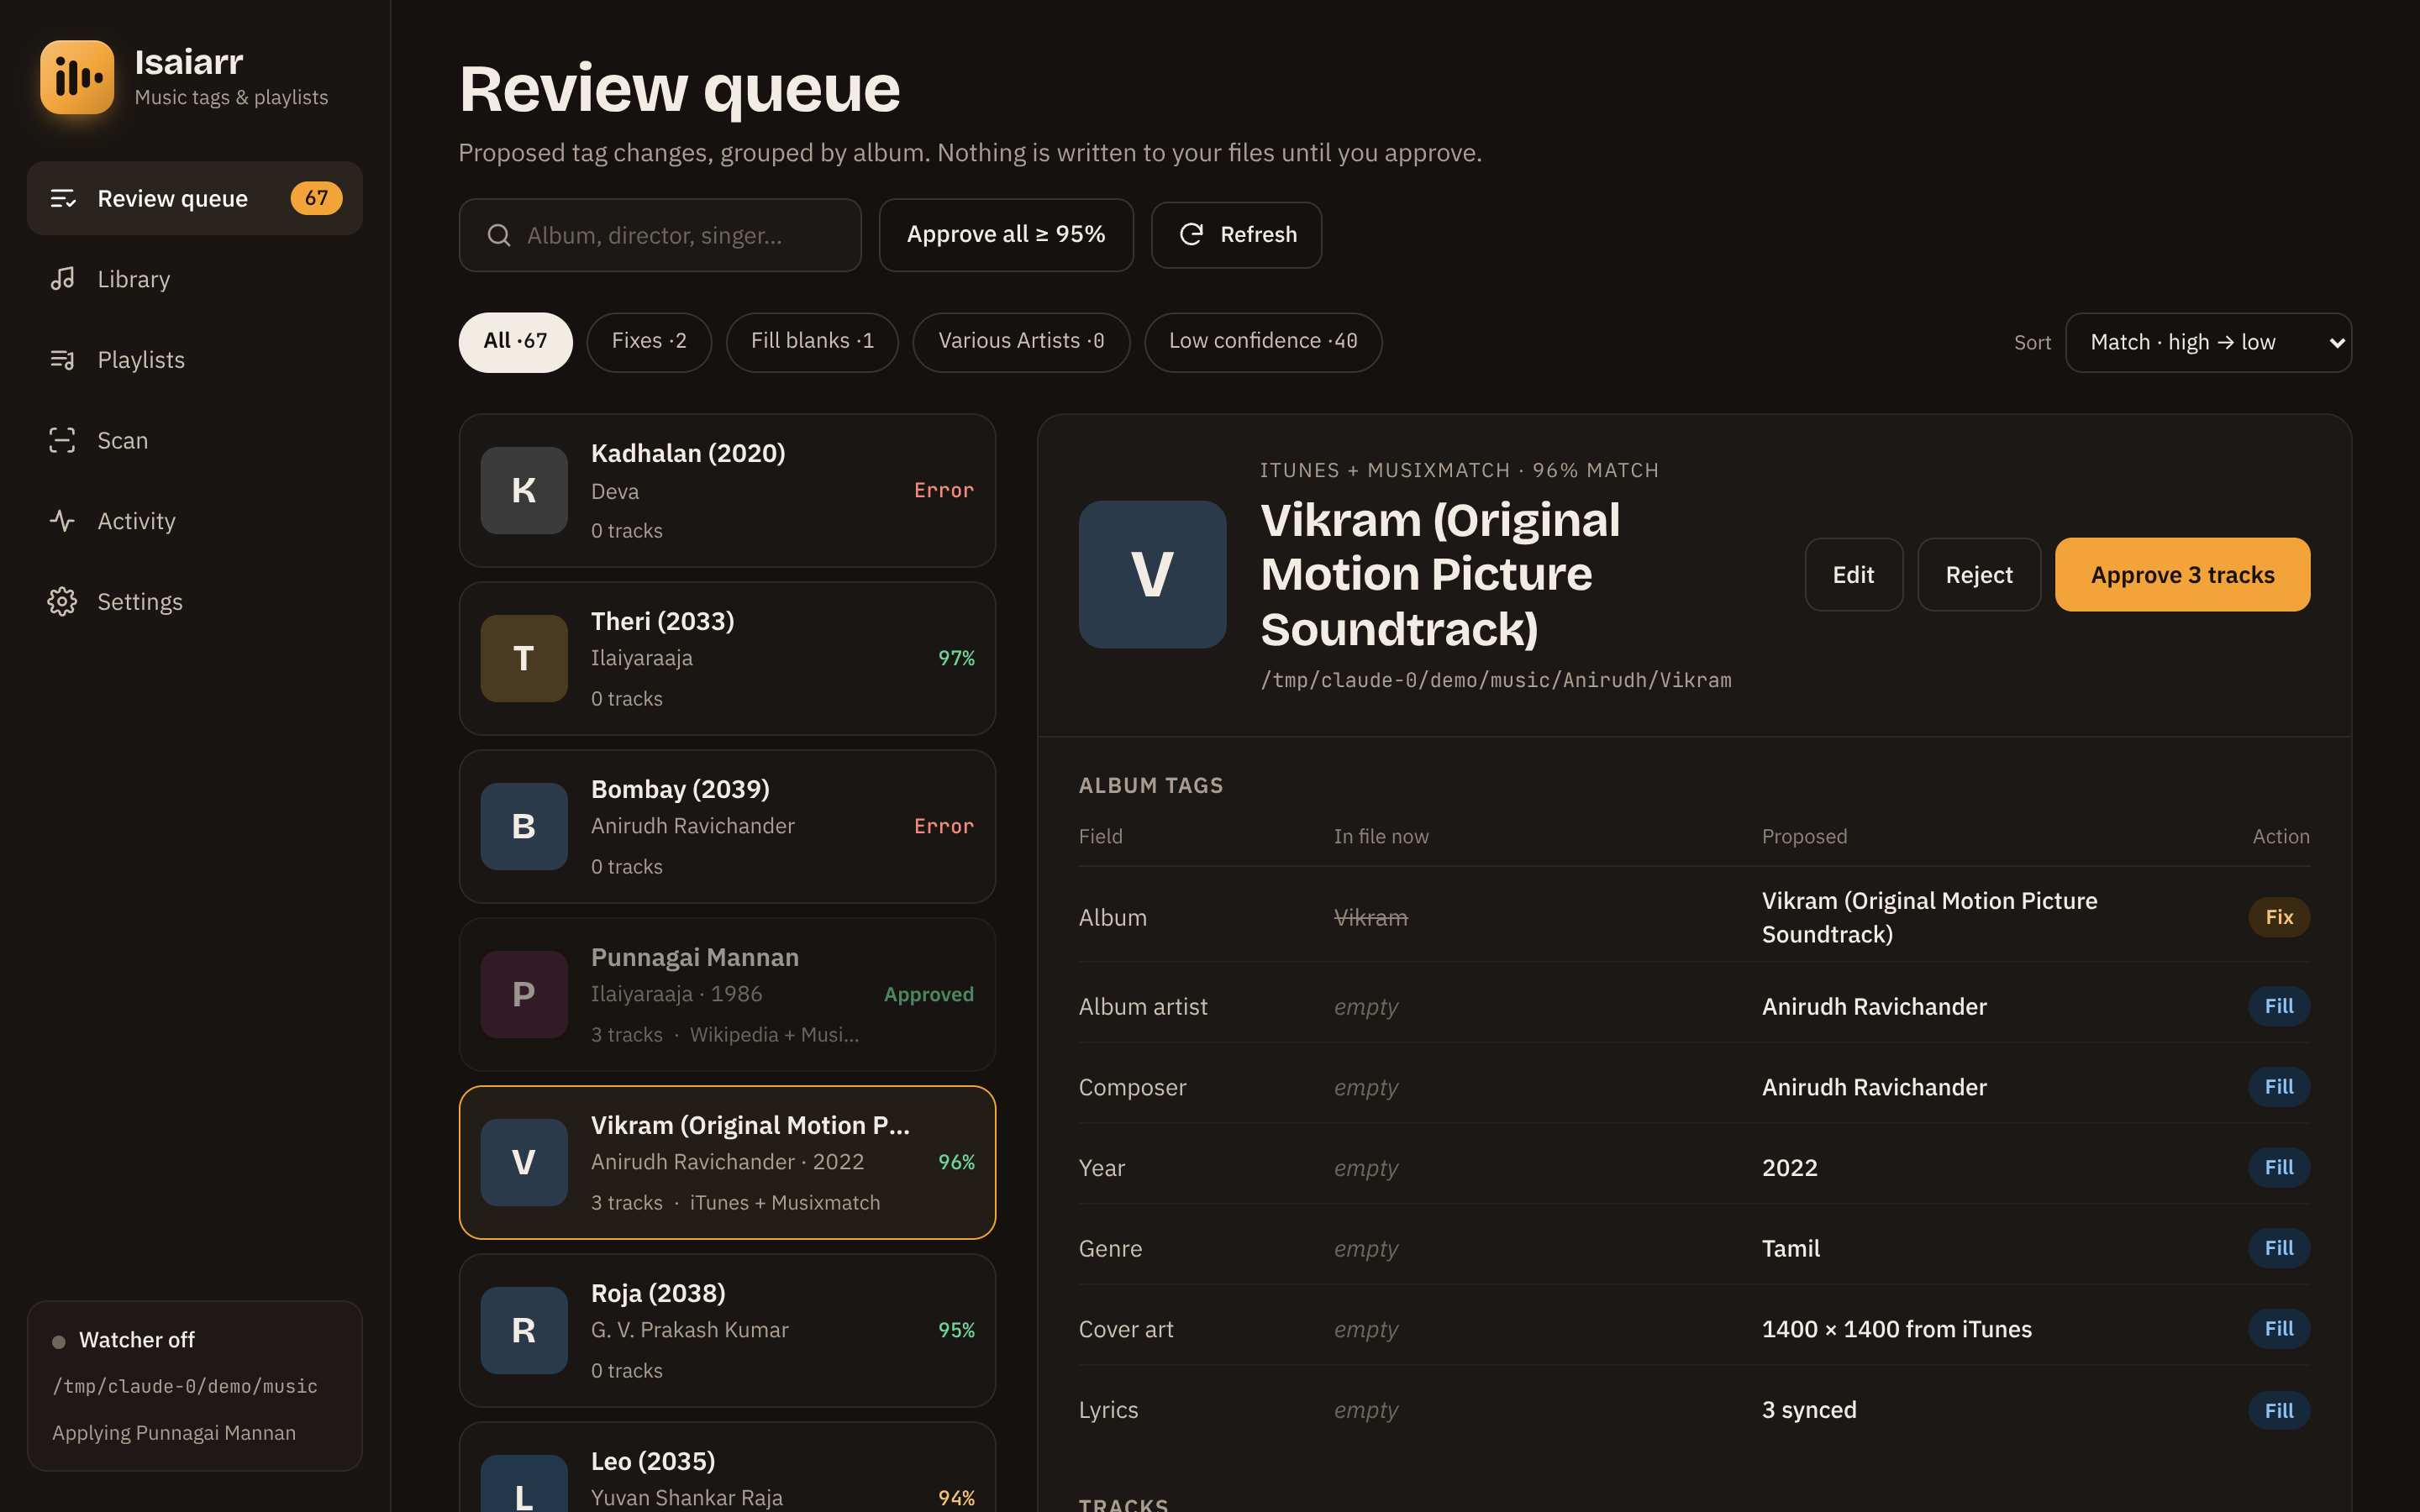 Isaiarr
Music tags & playlists
Review queue 67
Library
Playlists
Scan
Activity
Settings
Watcher off
/tmp/claude-0/demo/music
Applying Punnagai Mannan
Review queue
Proposed tag changes, grouped by album. Nothing is written to your files until you approve.
Album, director, singer...
Approve all ≥ 95%
Refresh
All ·67
Fixes ·2
Fill blanks ·1
Various Artists ·0
Low confidence ·40
Sort
Match · high → low
K
Kadhalan (2020)
Deva
Error
0 tracks
T
Theri (2033)
Ilaiyaraaja
97%
0 tracks
B
Bombay (2039)
Anirudh Ravichander
Error
0 tracks
P
Punnagai Mannan
Ilaiyaraaja · 1986
Approved
3 tracks · Wikipedia + Musi...
V
Vikram (Original Motion P...
Anirudh Ravichander · 2022
96%
3 tracks · iTunes + Musixmatch
R
Roja (2038)
G. V. Prakash Kumar
95%
0 tracks
L
Leo (2035)
Yuvan Shankar Raja
94%
V
ITUNES + MUSIXMATCH · 96% MATCH
Vikram (Original
Motion Picture
Soundtrack)
/tmp/claude-0/demo/music/Anirudh/Vikram
Edit
Reject
Approve 3 tracks
ALBUM TAGS
Field In file now Proposed Action
Album Vikram Vikram (Original Motion Picture
Soundtrack) Fix
Album artist empty Anirudh Ravichander Fill
Composer empty Anirudh Ravichander Fill
Year empty 2022 Fill
Genre empty Tamil Fill
Cover art empty 1400 × 1400 from iTunes Fill
Lyrics empty 3 synced Fill
TRACKS